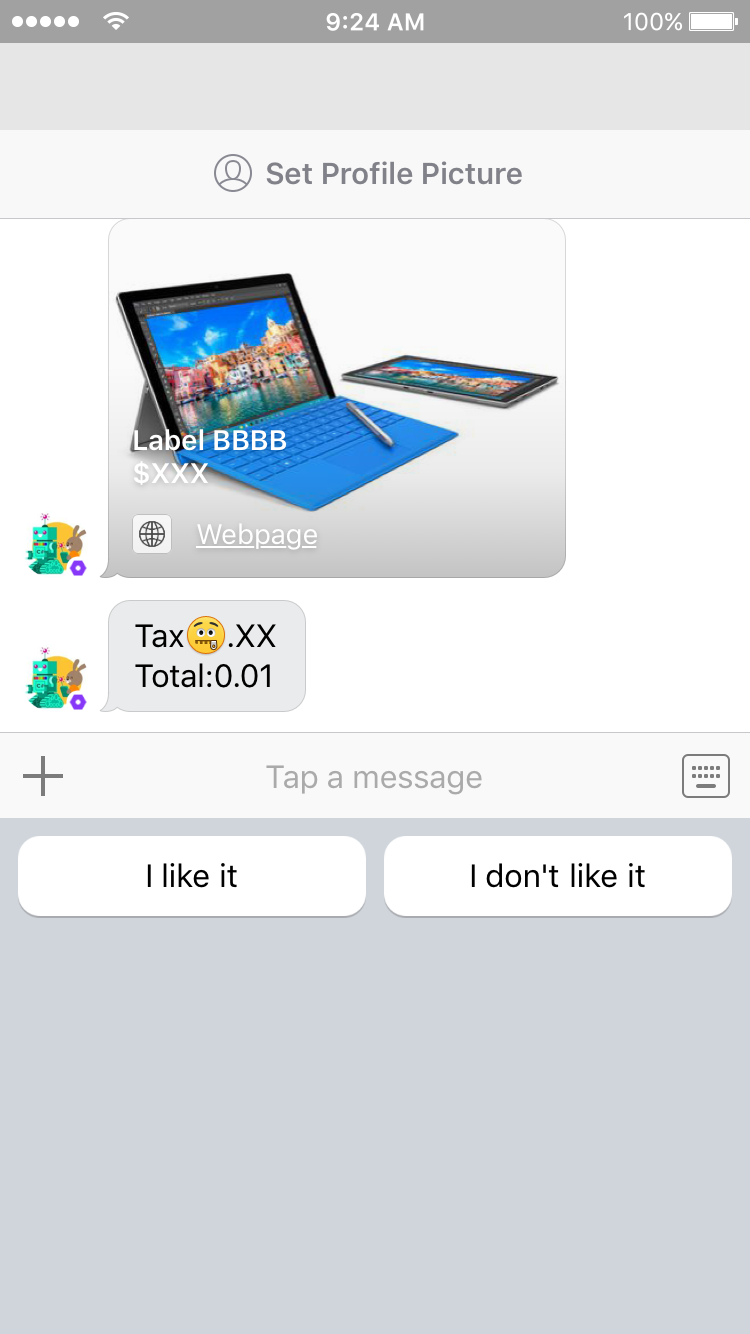 9:24 AM
100%
Set Profile Picture
Label BBBB
$XXX
Webpage
Tax🤐.XX
Total:0.01
Tap a message
I like it
I don't like it